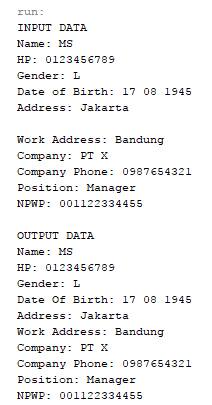 run:
INPUT DATA
Name: MS
HP: 0123456789
Gender: L
Date of Birth: 17 08 1945
Address: Jakarta
Work Address: Bandung
Company: PT X
Company Phone: 0987654321
Position: Manager
NPWP: 001122334455
OUTPUT DATA
Name: MS
HP: 0123456789
Gender: L
Date Of Birth: 17 08 1945
Address: Jakarta
Work Address: Bandung
Company: PT X
Company Phone: 0987654321
Position: Manager
NPWP: 001122334455